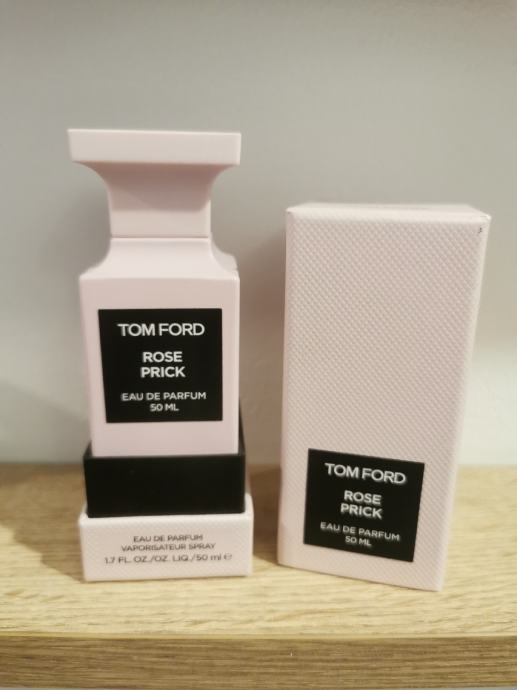 TOM FORD
ROSE
PRICK
EAU DE PARFUM
50 ML
EAU DE PARFUM
VAPORISATEUR SPRAY
1.7 FL. OZ./OZ. LIQ./50 ml ℮
TOM FORD
ROSE
PRICK
EAU DE PARFUM
50 ML